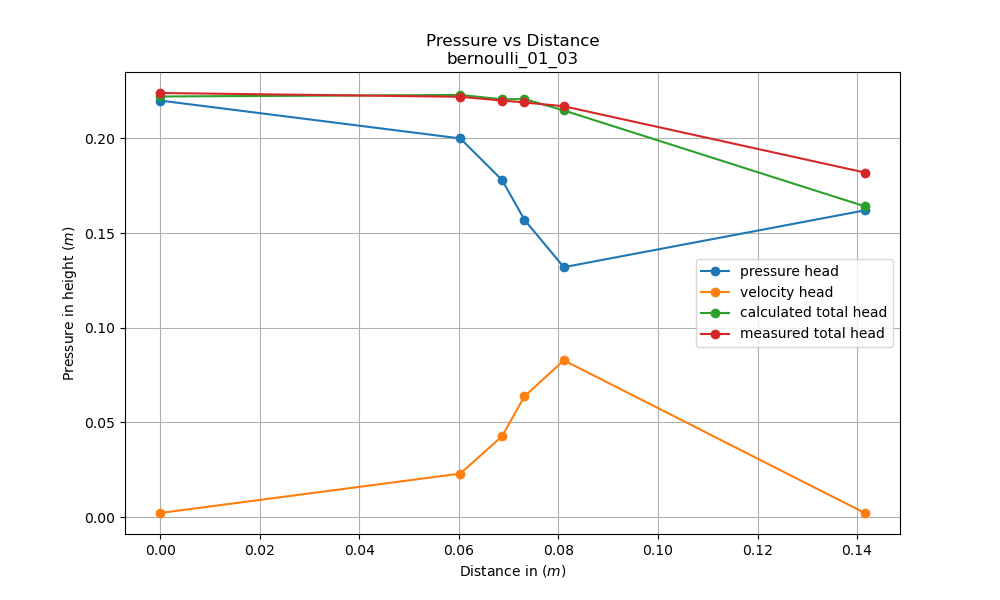 Pressure vs Distance
bernoulli_01_03
Pressure in height (m)
0.20
0.15
0.10
0.05
0.00
pressure head
velocity head
calculated total head
measured total head
0.00 0.02 0.04 0.06 0.08 0.10 0.12 0.14
Distance in (m)